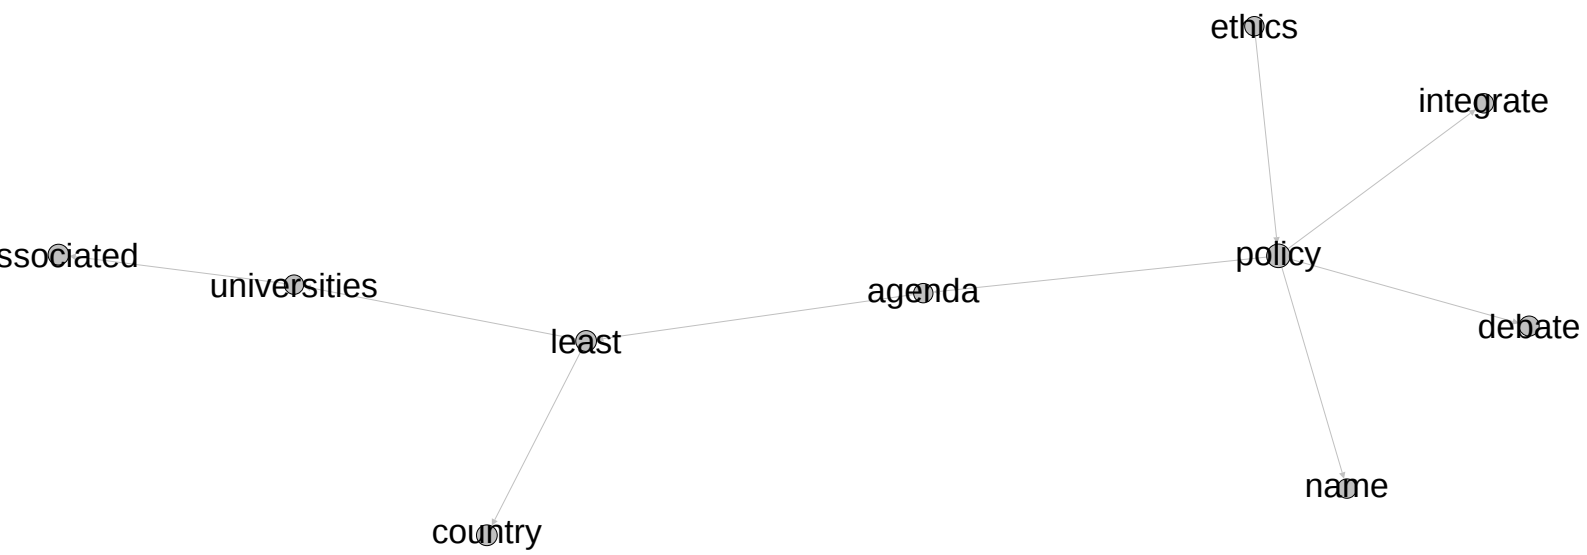 ethics
integrate
ssociated
universities
agenda
policy
least
debate
name
country